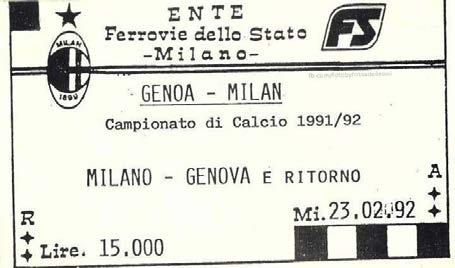 ENTE
Ferrovie dello Stato
-Milano-
FS
MILAN
1899
GENOA - MILAN
Campionato di Calcio 1991/92
MILANO - GENOVA E RITORNO
A
R
Mi. 23.02.92
Lire. 15.000